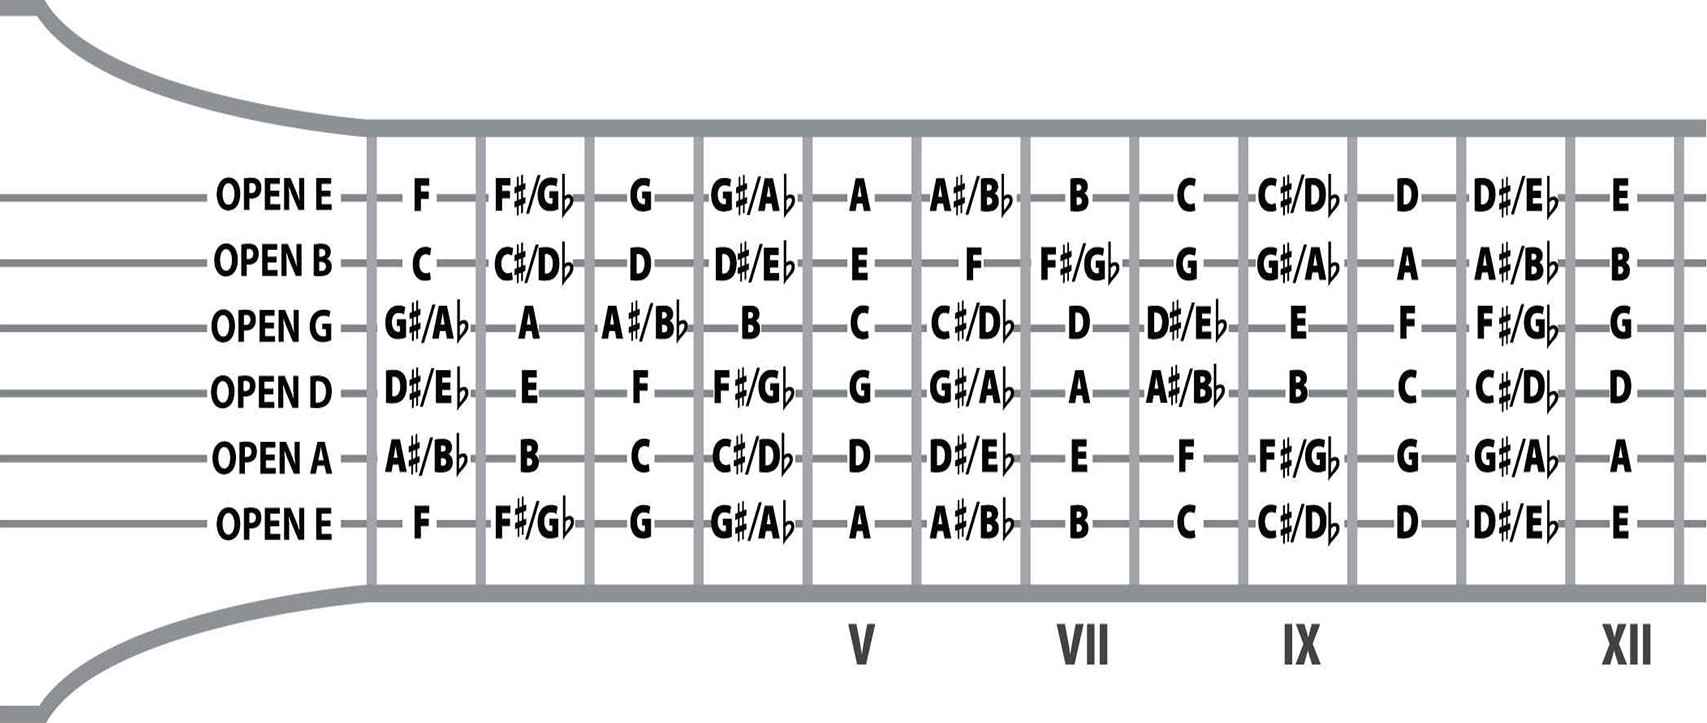 OPEN E F F♯/G♭ G G♯/A♭ A A♯/B♭ B C C♯/D♭ D D♯/E♭ E
OPEN B C C♯/D♭ D D♯/E♭ E F F♯/G♭ G G♯/A♭ A A♯/B♭ B
OPEN G G♯/A♭ A A♯/B♭ B C C♯/D♭ D D♯/E♭ E F F♯/G♭ G
OPEN D D♯/E♭ E F F♯/G♭ G G♯/A♭ A A♯/B♭ B C C♯/D♭ D
OPEN A A♯/B♭ B C C♯/D♭ D D♯/E♭ E F F♯/G♭ G G♯/A♭ A
OPEN E F F♯/G♭ G G♯/A♭ A A♯/B♭ B C C♯/D♭ D D♯/E♭ E
V VII IX XII